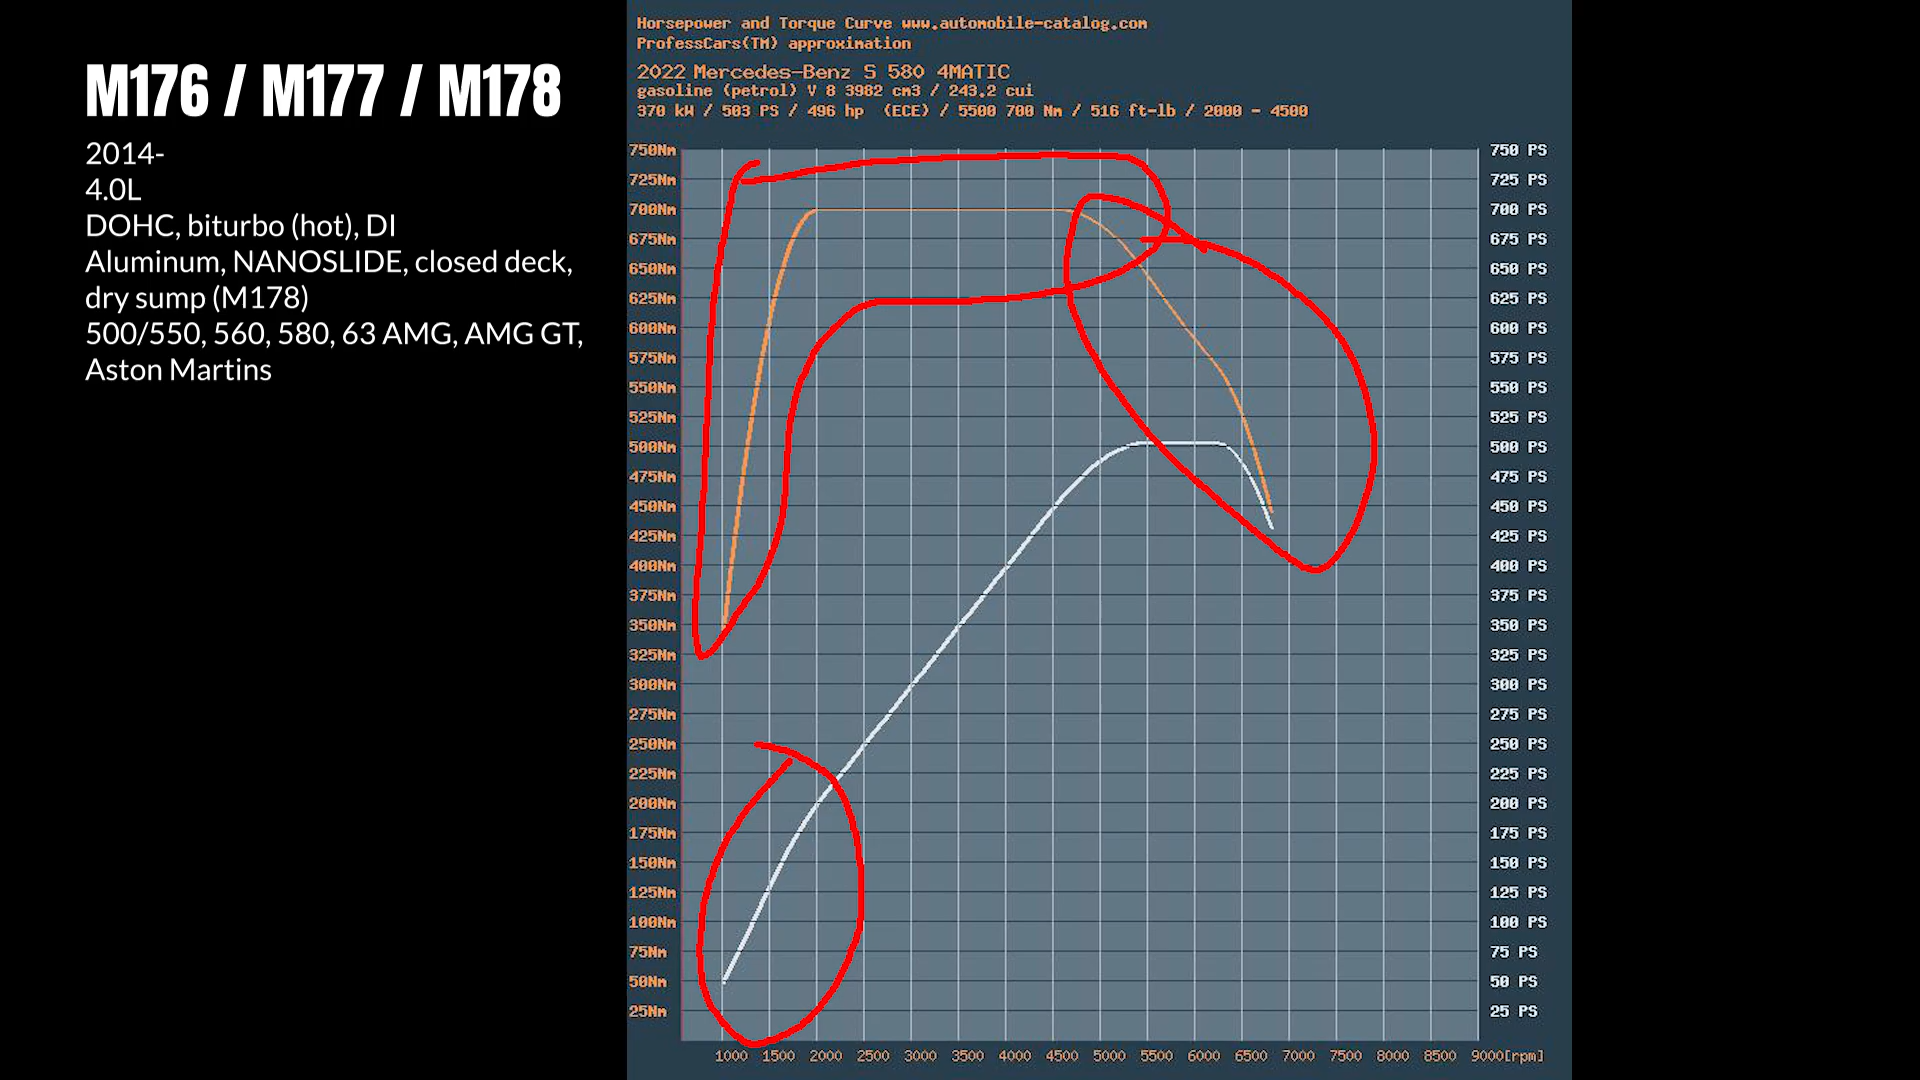 M176 / M177 / M178
2014-
4.0L
DOHC, biturbo (hot), DI
Aluminum, NANOSLIDE, closed deck,
dry sump (M178)
500/550, 560, 580, 63 AMG, AMG GT,
Aston Martins
Horsepower and Torque Curve www.automobile-catalog.com
ProfessCars(TM) approximation
2022 Mercedes-Benz S 580 4MATIC
gasoline (petrol) V 8 3982 cm3 / 243.2 cui
370 kW / 503 PS / 496 hp (ECE) / 5500 700 Nm / 516 ft-lb / 2000 - 4500
750Nm 750 PS
725Nm 725 PS
700Nm 700 PS
675Nm 675 PS
650Nm 650 PS
625Nm 625 PS
600Nm 600 PS
575Nm 575 PS
550Nm 550 PS
525Nm 525 PS
500Nm 500 PS
475Nm 475 PS
450Nm 450 PS
425Nm 425 PS
400Nm 400 PS
375Nm 375 PS
350Nm 350 PS
325Nm 325 PS
300Nm 300 PS
275Nm 275 PS
250Nm 250 PS
225Nm 225 PS
200Nm 200 PS
175Nm 175 PS
150Nm 150 PS
125Nm 125 PS
100Nm 100 PS
75Nm 75 PS
50Nm 50 PS
25Nm 25 PS
1000 1500 2000 2500 3000 3500 4000 4500 5000 5500 6000 6500 7000 7500 8000 8500 9000[rpm]